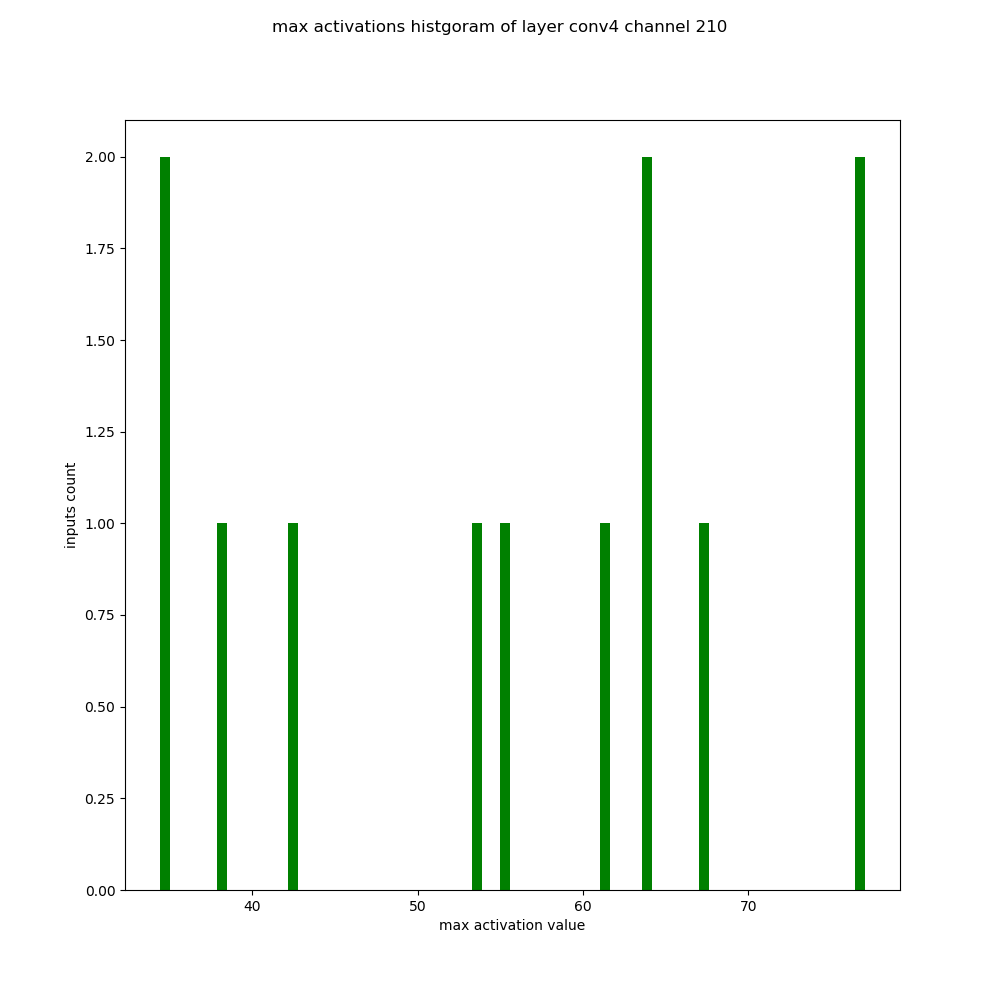 max activations histgoram of layer conv4 channel 210
2.00
1.75
1.50
1.25
1.00
0.75
0.50
0.25
0.00
inputs count
40 50 60 70
max activation value